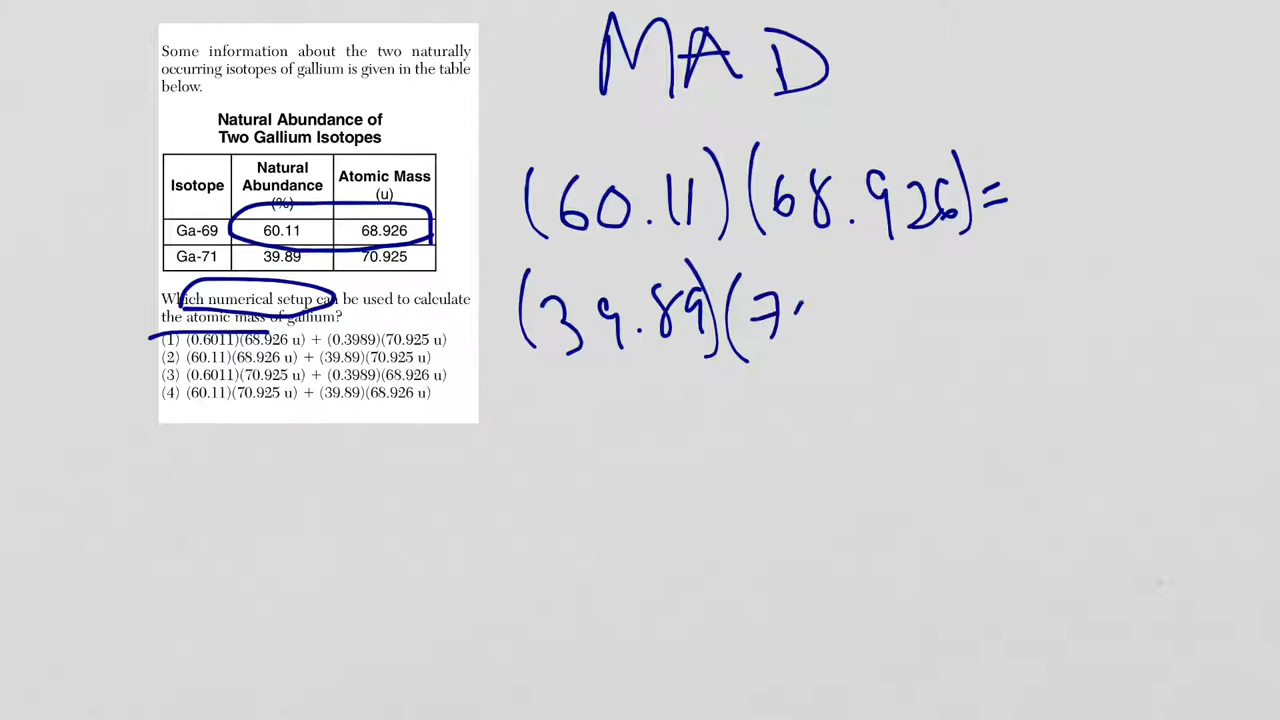 Some information about the two naturally
occurring isotopes of gallium is given in the table
below.
Natural Abundance of
Two Gallium Isotopes
Isotope Natural Abundance (%) Atomic Mass (u)
Ga-69 60.11 68.926
Ga-71 39.89 70.925
Which numerical setup can be used to calculate
the atomic mass of gallium?
(1) (0.6011)(68.926 u) + (0.3989)(70.925 u)
(2) (60.11)(68.926 u) + (39.89)(70.925 u)
(3) (0.6011)(70.925 u) + (0.3989)(68.926 u)
(4) (60.11)(70.925 u) + (39.89)(68.926 u)
MAD
(60.11)(68.926)=
(39.89)(7